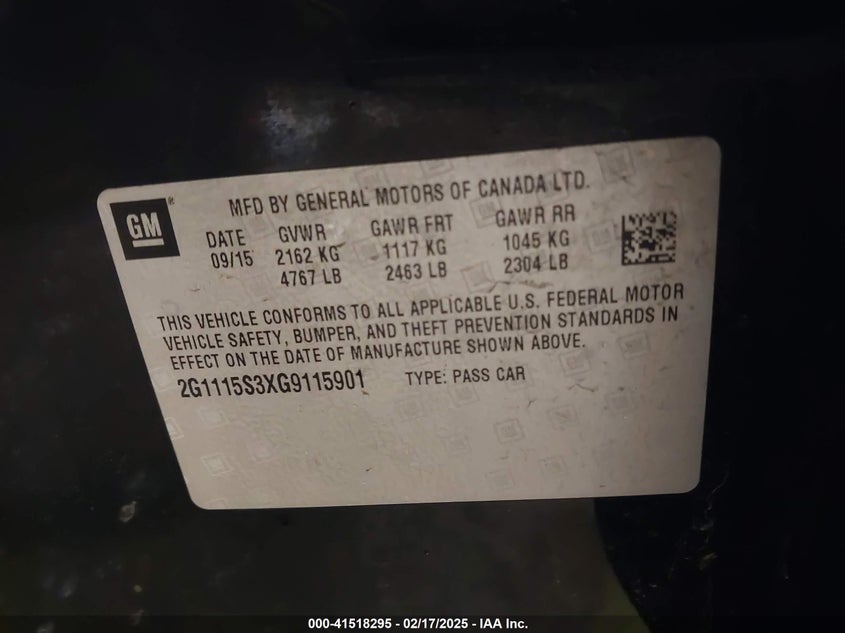 GM ®
MFD BY GENERAL MOTORS OF CANADA LTD.
DATE GVWR GAWR FRT GAWR RR
09/15 2162 KG 1117 KG 1045 KG
4767 LB 2463 LB 2304 LB
THIS VEHICLE CONFORMS TO ALL APPLICABLE U.S. FEDERAL MOTOR
VEHICLE SAFETY, BUMPER, AND THEFT PREVENTION STANDARDS IN
EFFECT ON THE DATE OF MANUFACTURE SHOWN ABOVE.
2G1115S3XG9115901 TYPE: PASS CAR
000-41518295 - 02/17/2025 - IAA Inc.